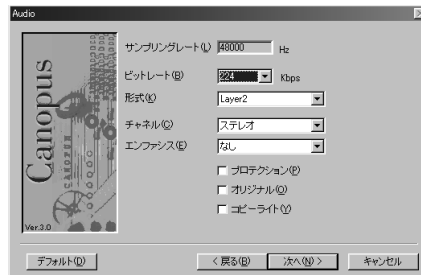 Audio
サンプリングレート(L) 48000 Hz
ビットレート(B) 224 Kbps
形式(K) Layer2
チャネル(C) ステレオ
エンファシス(E) なし
プロテクション(P)
オリジナル(O)
コピーライト(Y)
Canopus
CANOPUS
Ver.3.0
デフォルト(D) < 戻る(B) 次へ(N) > キャンセル